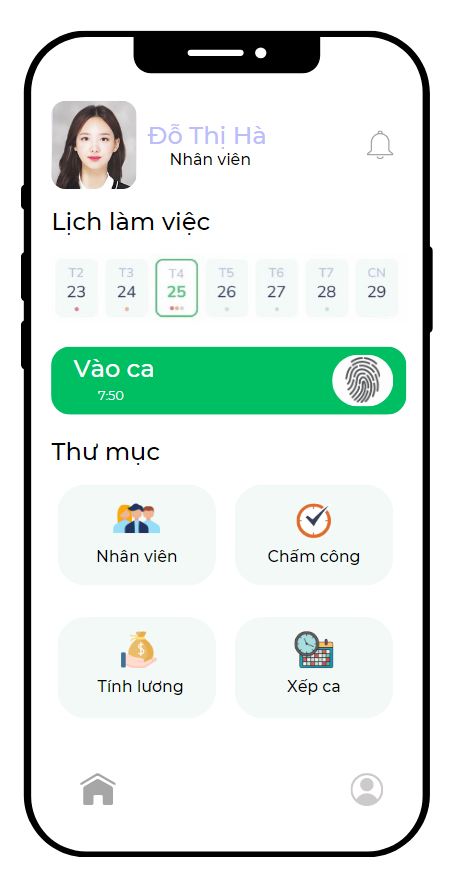 Đỗ Thị Hà
Nhân viên
Lịch làm việc
T2 T3 T4 T5 T6 T7 CN
23 24 25 26 27 28 29
Vào ca
7:50
Thư mục
Nhân viên Chấm công
Tính lương Xếp ca